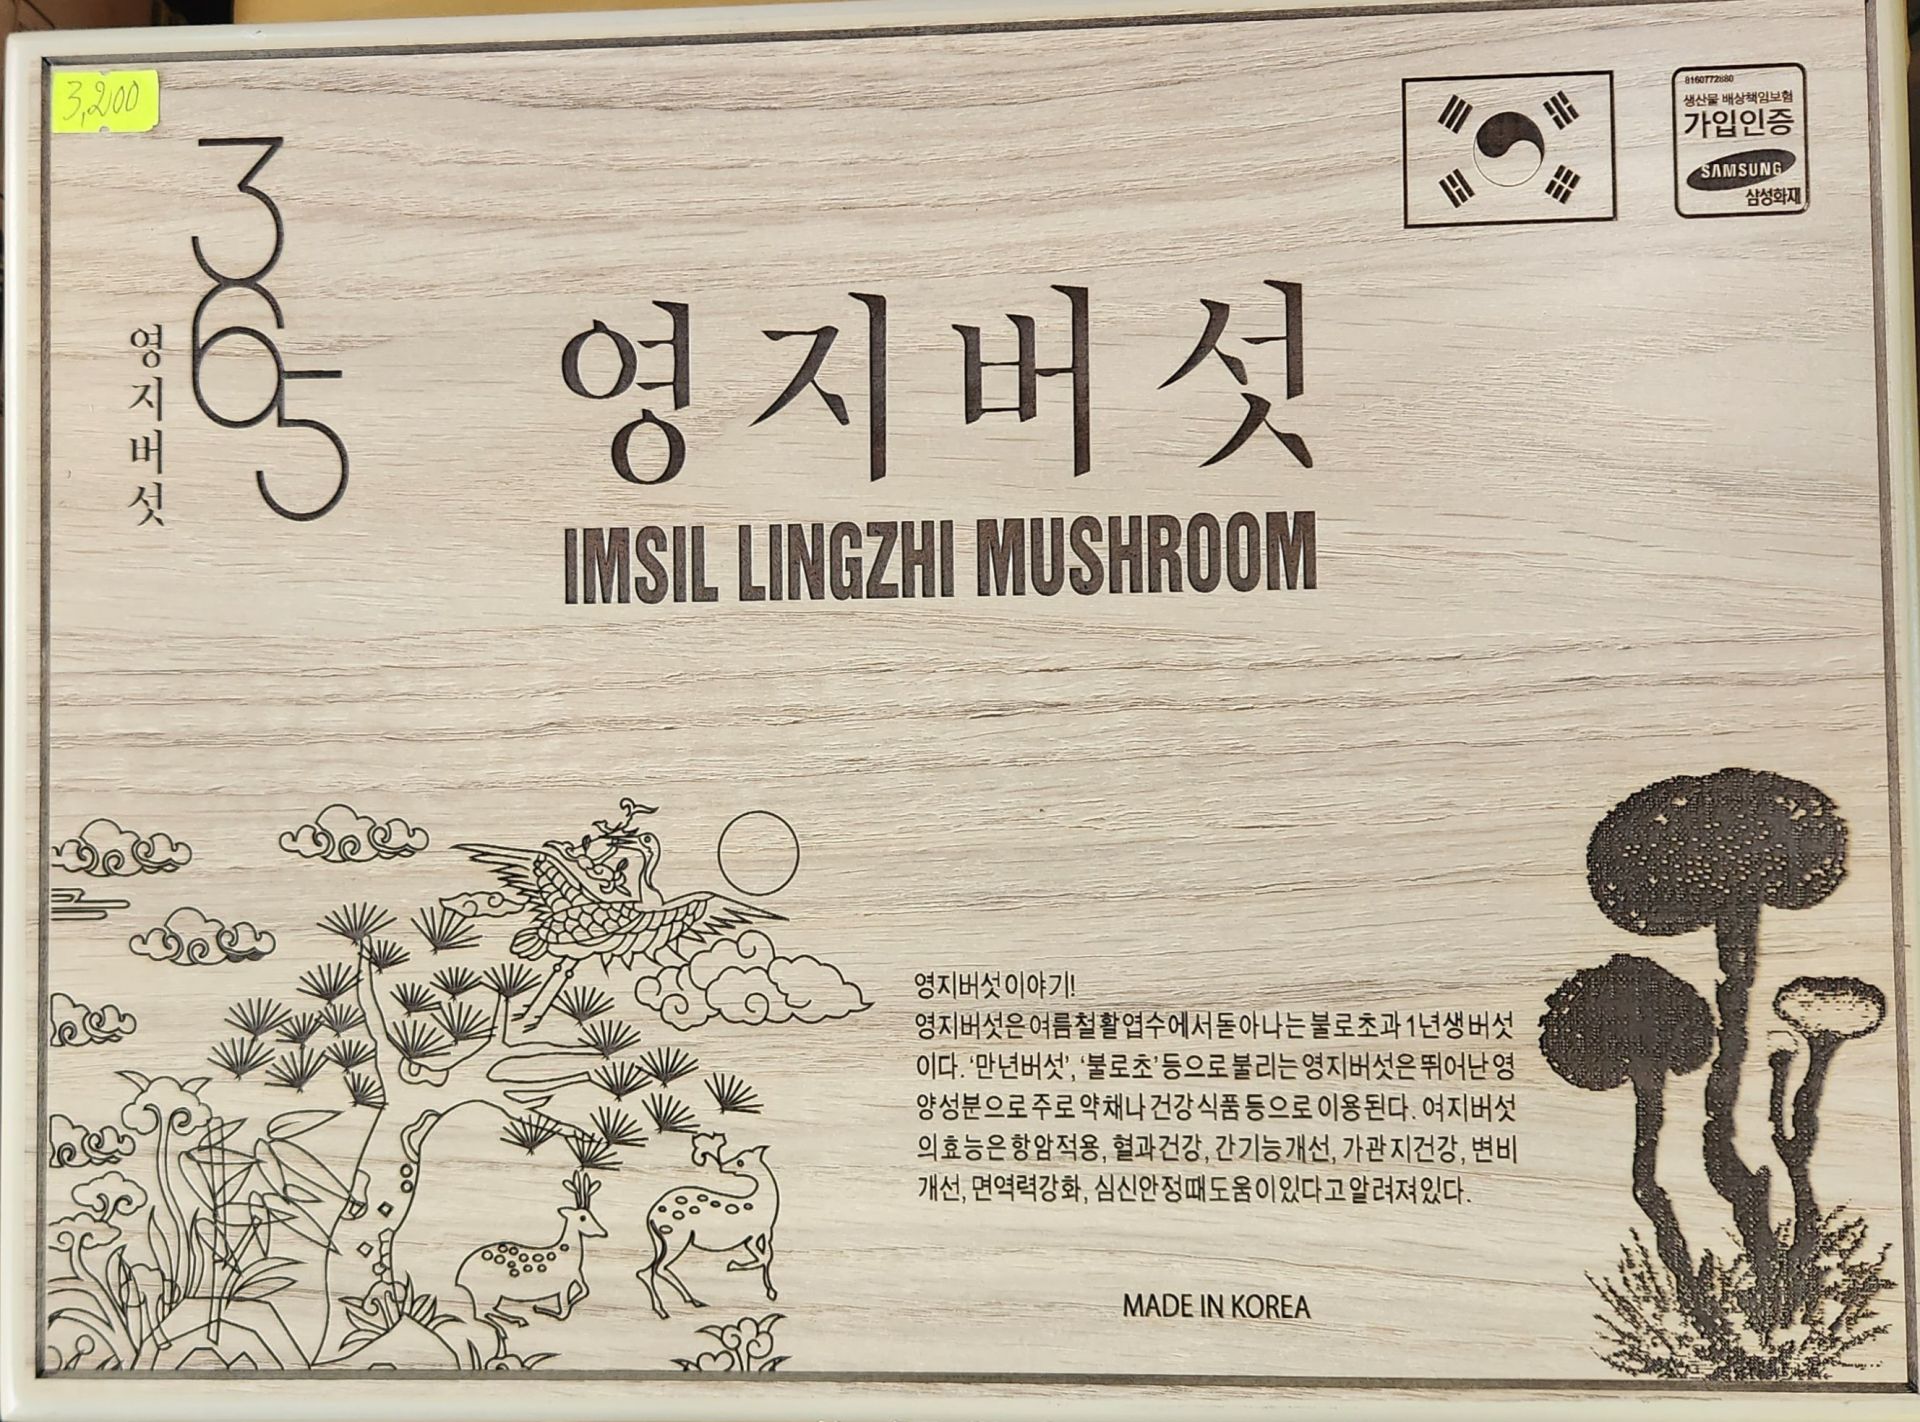 3,200
365
영지버섯
8160772880
생산물 배상책임보험
가입인증
SAMSUNG
삼성화재
영지버섯
IMSIL LINGZHI MUSHROOM
영지버섯이야기!
영지버섯은여름철활엽수에서돋아나는불로초과1년생버섯
이다. '만년버섯', '불로초'등으로불리는영지버섯은뛰어난영
양성분으로주로약채나건강식품등으로이용된다. 여지버섯
의효능은항암적용, 혈과건강, 간기능개선, 가관지건강, 변비
개선, 면역력강화, 심신안정때도움이있다고알려져있다.
MADE IN KOREA